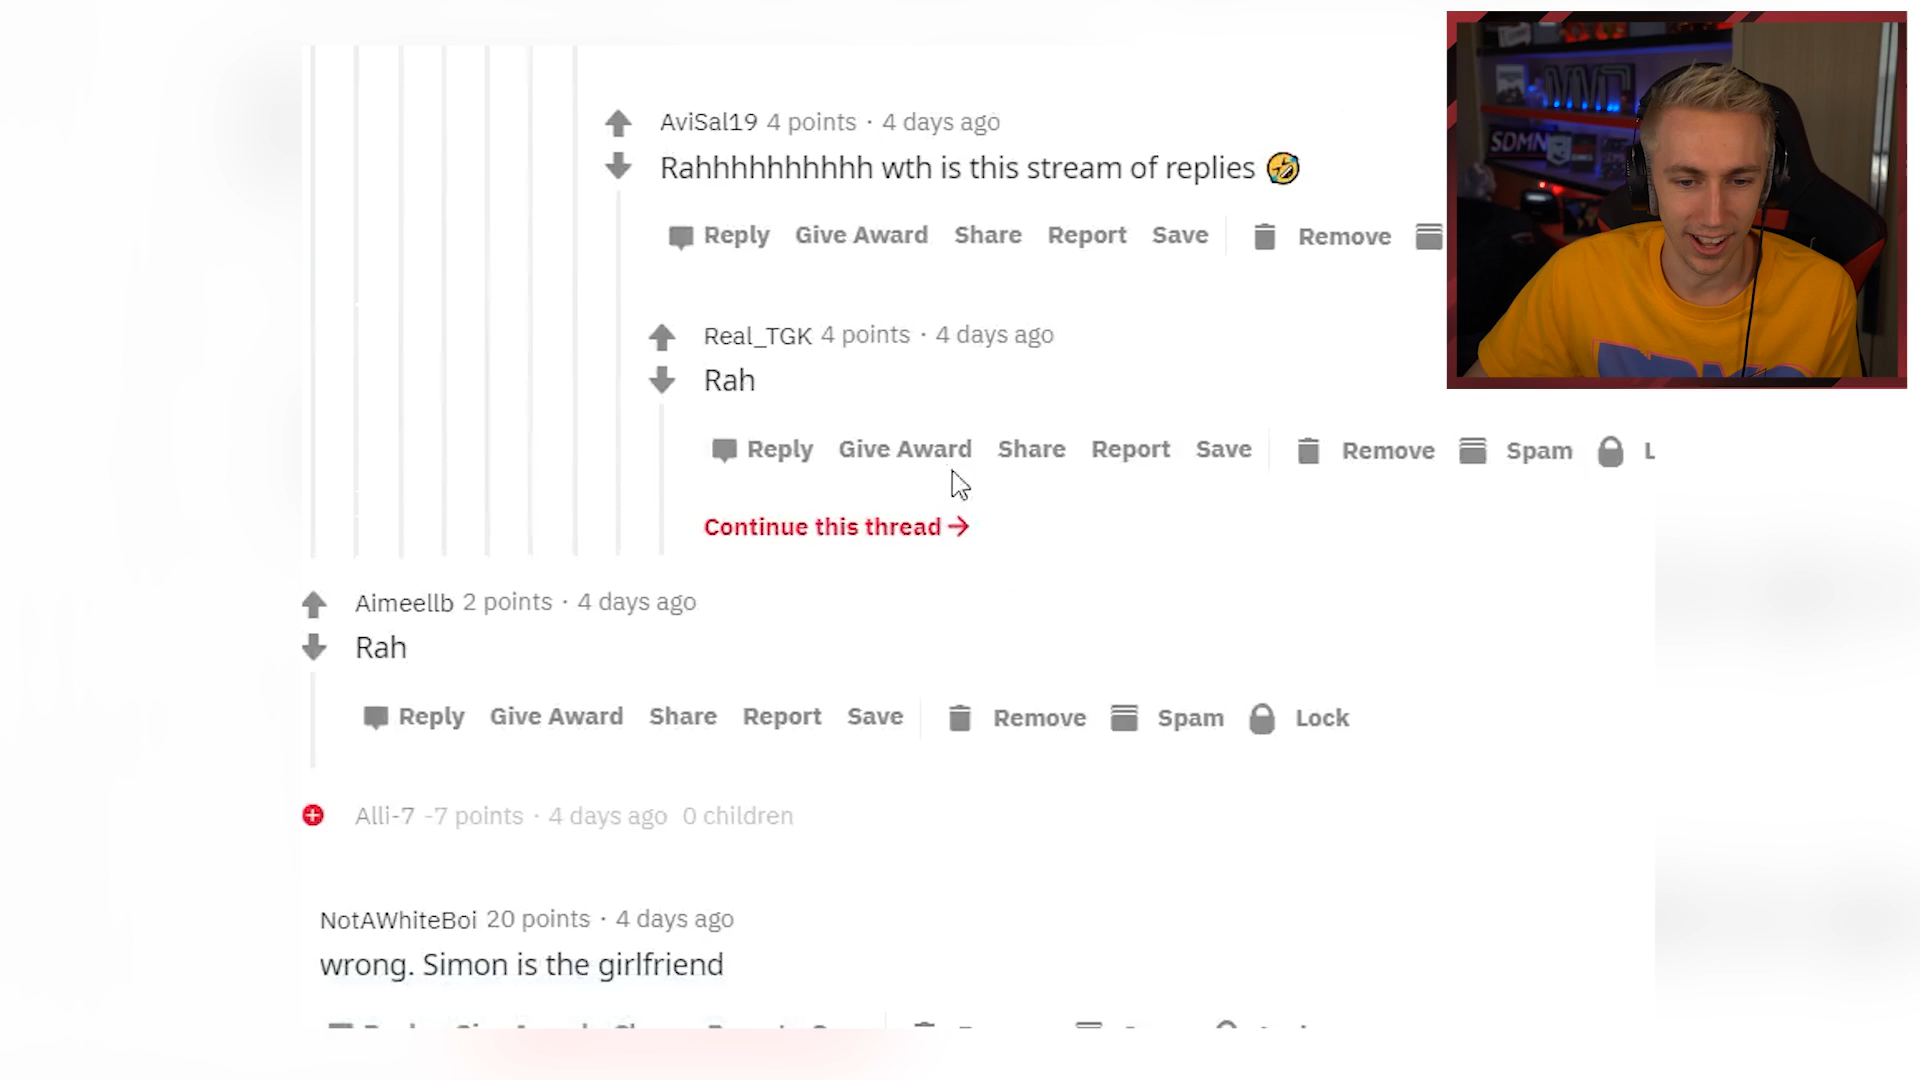 AviSal19 4 points · 4 days ago
Rahhhhhhhhhh wth is this stream of replies 🤣
Reply Give Award Share Report Save Remove
Real_TGK 4 points · 4 days ago
Rah
Reply Give Award Share Report Save Remove Spam L
Continue this thread →
Aimeellb 2 points · 4 days ago
Rah
Reply Give Award Share Report Save Remove Spam Lock
Alli-7 -7 points · 4 days ago 0 children
NotAWhiteBoi 20 points · 4 days ago
wrong. Simon is the girlfriend
SDMN